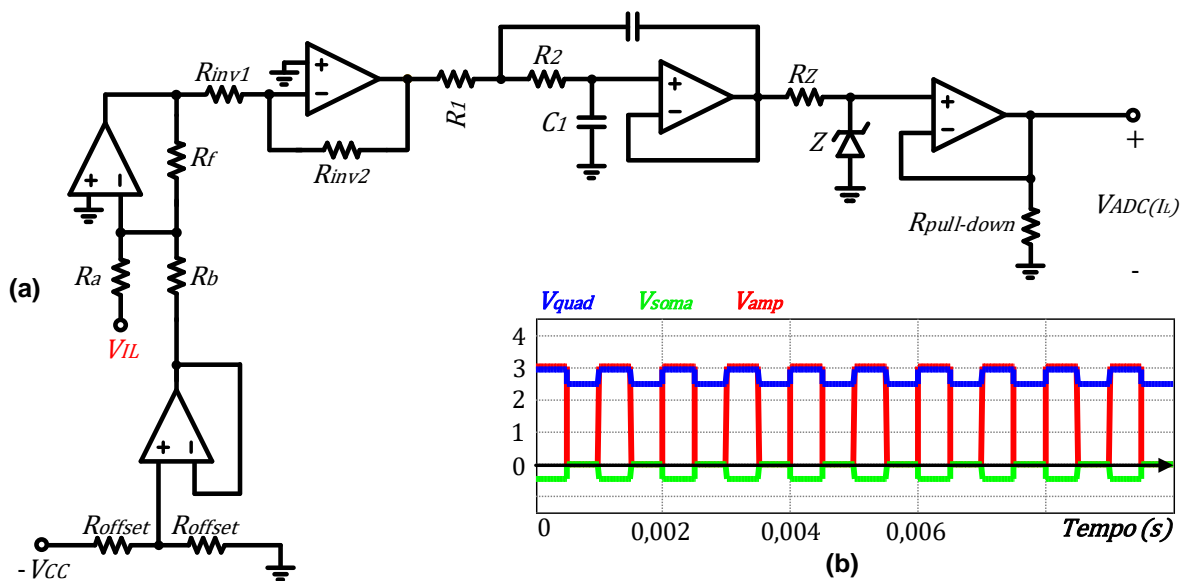 Rinv1
+
−
R1
R2
C1
+
−
RZ
Z
+
−
+
VADC(IL)
-
Rpull-down
Rinv2
Rf
+
−
(a)
Ra
Rb
VIL
+
−
Roffset
Roffset
-VCC
Vquad
Vsoma
Vamp
4
3
2
1
0
0
0,002
0,004
0,006
Tempo (s)
(b)